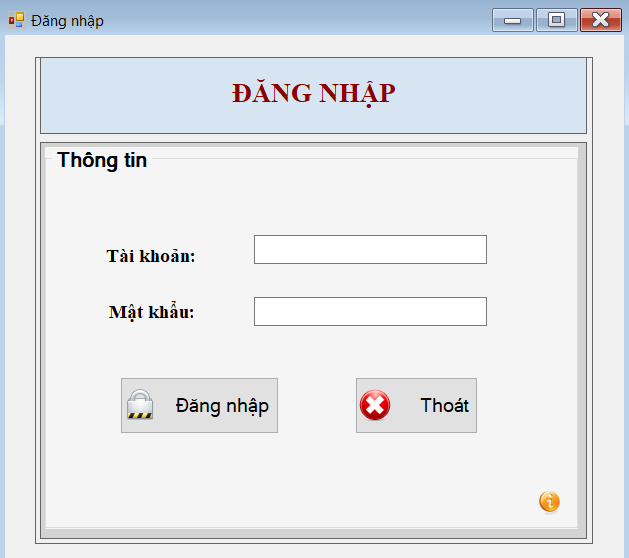 Đăng nhập
ĐĂNG NHẬP
Thông tin
Tài khoản:
Mật khẩu:
Đăng nhập
Thoát